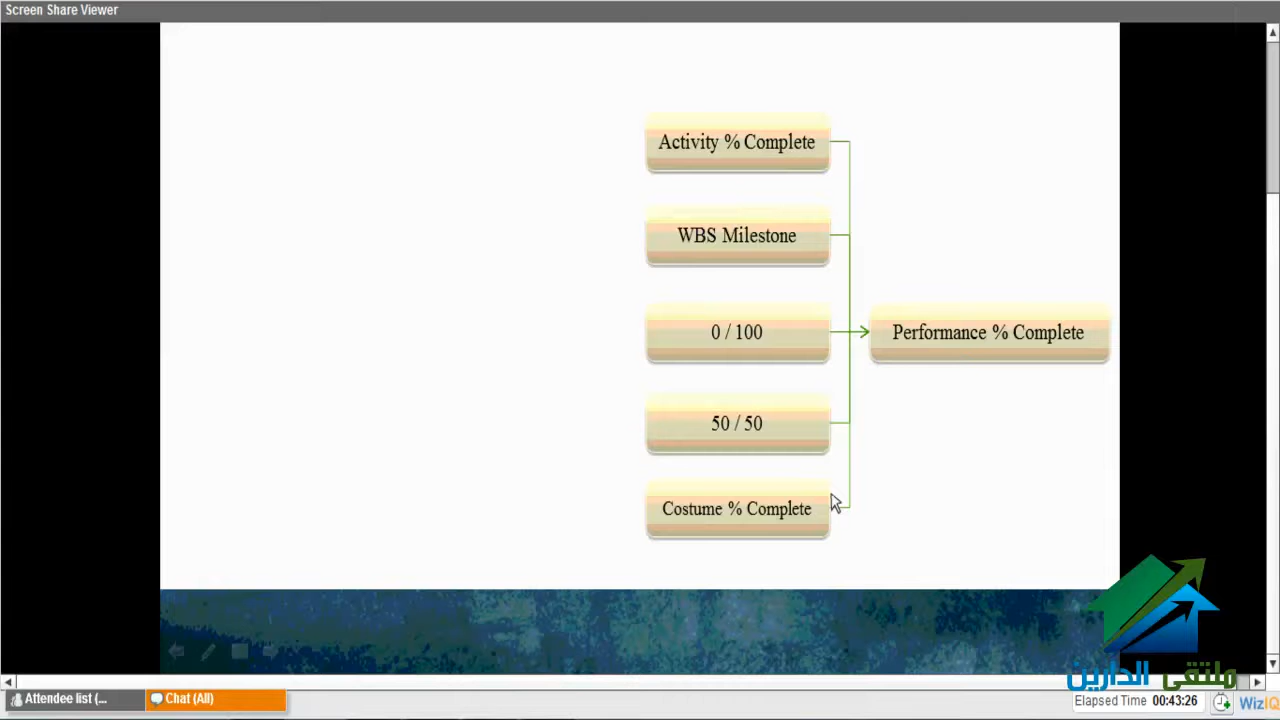 Screen Share Viewer
Activity % Complete
WBS Milestone
0 / 100
Performance % Complete
50 / 50
Costume % Complete
ملتقى الدارين
Attendee list (...
Chat (All)
Elapsed Time 00:43:26
WizIQ